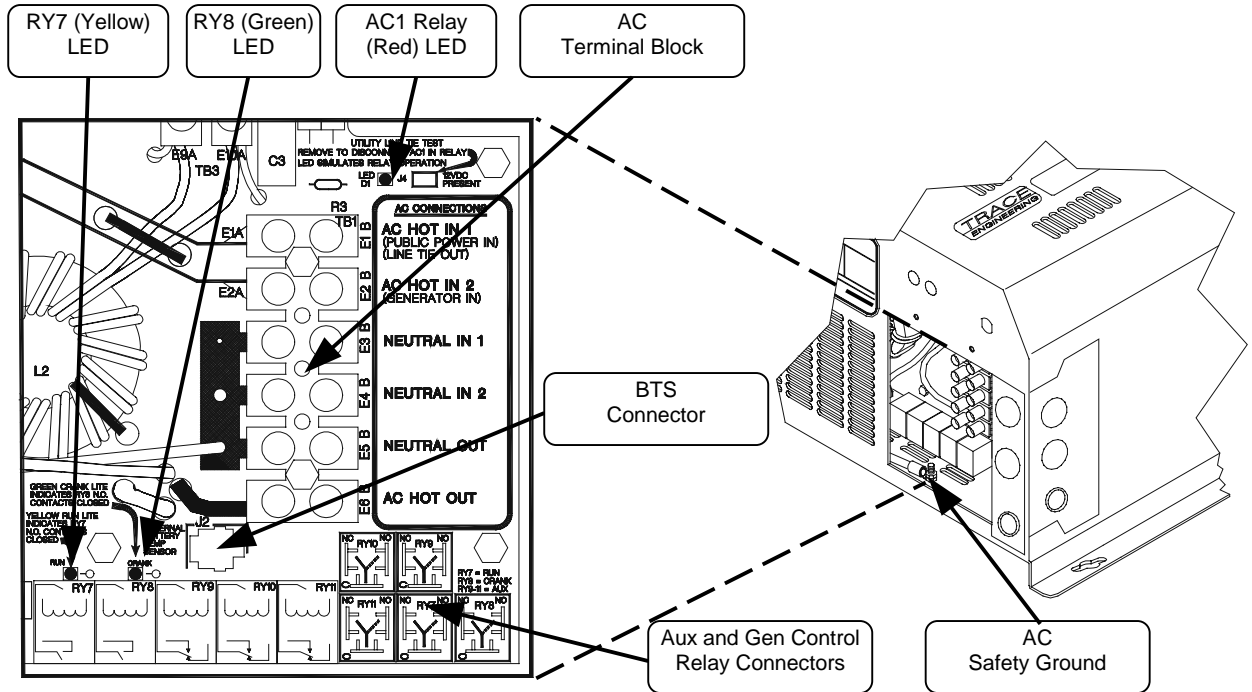 RY7 (Yellow)
LED
RY8 (Green)
LED
AC1 Relay
(Red) LED
AC
Terminal Block
UTILITY LINE TIE TEST
REMOVE TO DISCONNECT AC1 IN RELAY
LED SIMULATES RELAY OPERATION
LED
D1
J4
12VDC
PRESENT
E9A
E10A
TB3
C3
R3
TB1
AC CONNECTIONS
E1A
E1 B
AC HOT IN 1
(PUBLIC POWER IN)
(LINE TIE OUT)
E2A
E2 B
AC HOT IN 2
(GENERATOR IN)
E3 B
NEUTRAL IN 1
L2
E4 B
NEUTRAL IN 2
E5 B
NEUTRAL OUT
E6 B
AC HOT OUT
TRACE
ENGINEERING
BTS
Connector
GREEN CRANK LITE
INDICATES RY8 N.O.
CONTACTS CLOSED
YELLOW RUN LITE
INDICATES RY7
N.O.
CLOSED
J2
SENSOR
RUN
CRANK
RY7
RY8
RY9
RY10
RY11
NC NO
RY10
C
NC NO
RY9
RY7 = RUN
RY8 = CRANK
RY9-11 = AUX
NC NO
RY11
C
NC NO
C
NC NO
RY8
C
Aux and Gen Control
Relay Connectors
AC
Safety Ground